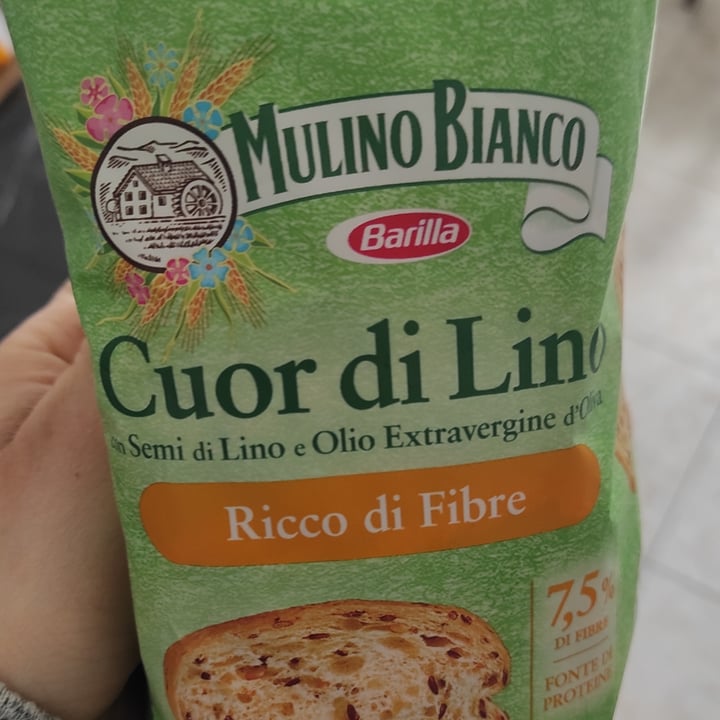 MULINO BIANCO
Barilla
Cuor di Lino
Semi di Lino e Olio Extravergine d'Oliva
Ricco di Fibre
7,5%
DI FIBRE
FONTE DI
PROTEINE